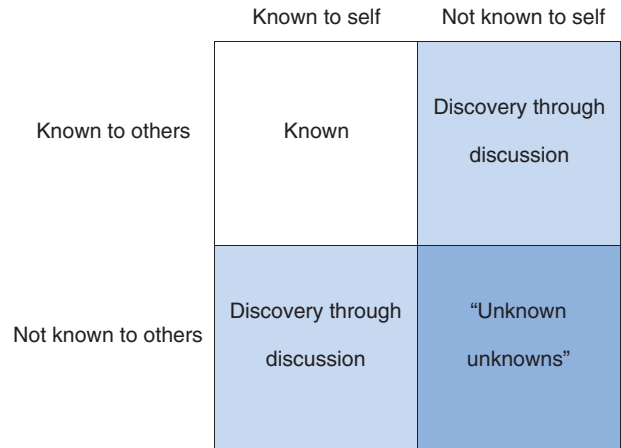 Known to self
Not known to self
Known to others
Known
Discovery through
discussion
Not known to others
Discovery through
discussion
“Unknown
unknowns”